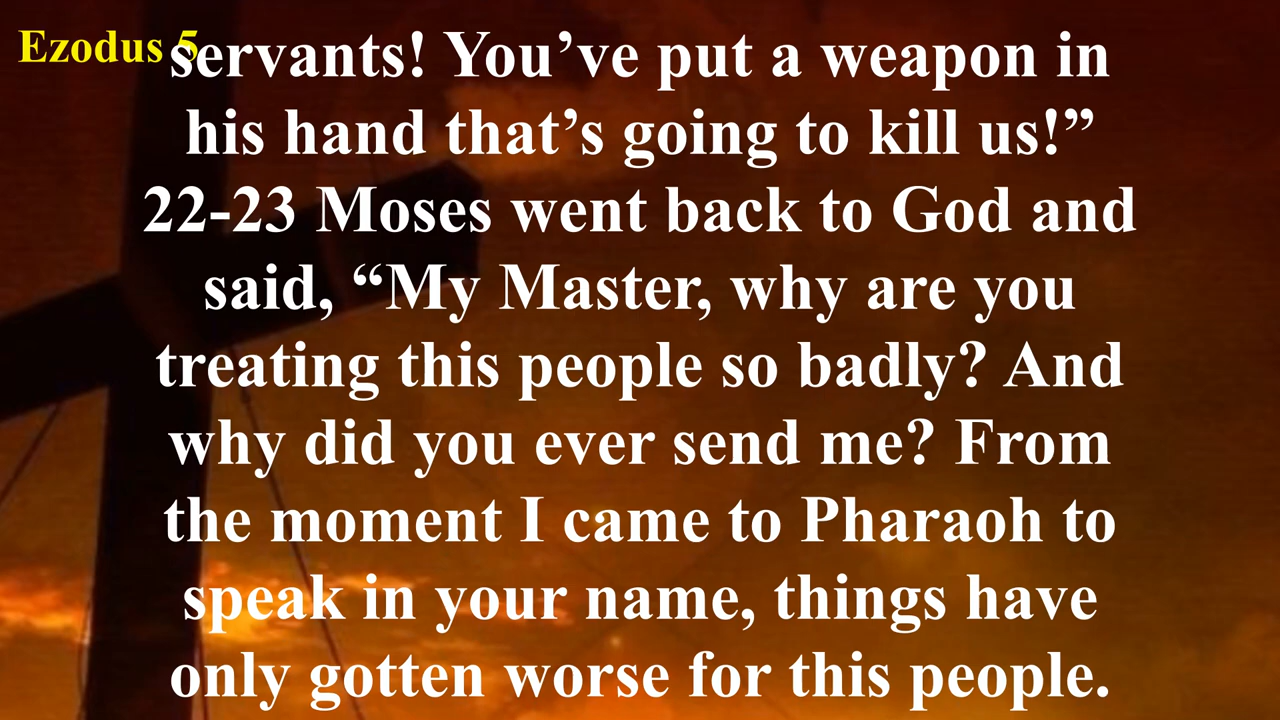 Ezodus 5
servants! You’ve put a weapon in
his hand that’s going to kill us!”
22-23 Moses went back to God and
said, “My Master, why are you
treating this people so badly? And
why did you ever send me? From
the moment I came to Pharaoh to
speak in your name, things have
only gotten worse for this people.